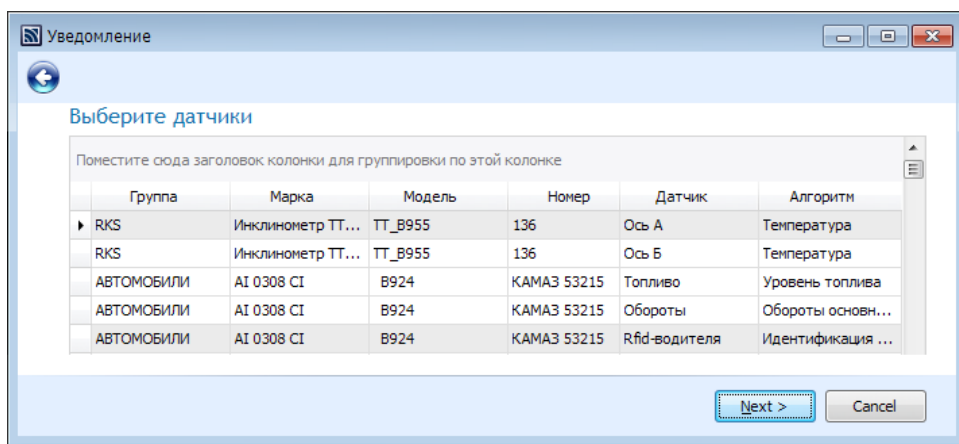 Уведомление
Выберите датчики
Поместите сюда заголовок колонки для группировки по этой колонке
Группа Марка Модель Номер Датчик Алгоритм
RKS Инклинометр ТТ... TT_B955 136 Ось А Температура
RKS Инклинометр ТТ... TT_B955 136 Ось Б Температура
АВТОМОБИЛИ AI 0308 CI B924 КАМАЗ 53215 Топливо Уровень топлива
АВТОМОБИЛИ AI 0308 CI B924 КАМАЗ 53215 Обороты Обороты основн...
АВТОМОБИЛИ AI 0308 CI B924 КАМАЗ 53215 Rfid-водителя Идентификация ...
Next > Cancel